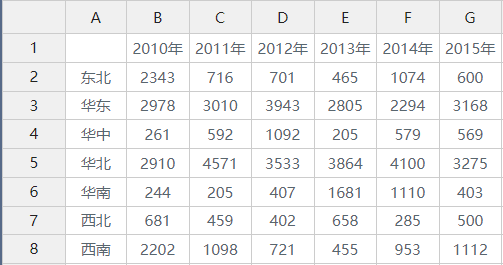 A B C D E F G
1 2010年 2011年 2012年 2013年 2014年 2015年
2 东北 2343 716 701 465 1074 600
3 华东 2978 3010 3943 2805 2294 3168
4 华中 261 592 1092 205 579 569
5 华北 2910 4571 3533 3864 4100 3275
6 华南 244 205 407 1681 1110 403
7 西北 681 459 402 658 285 500
8 西南 2202 1098 721 455 953 1112